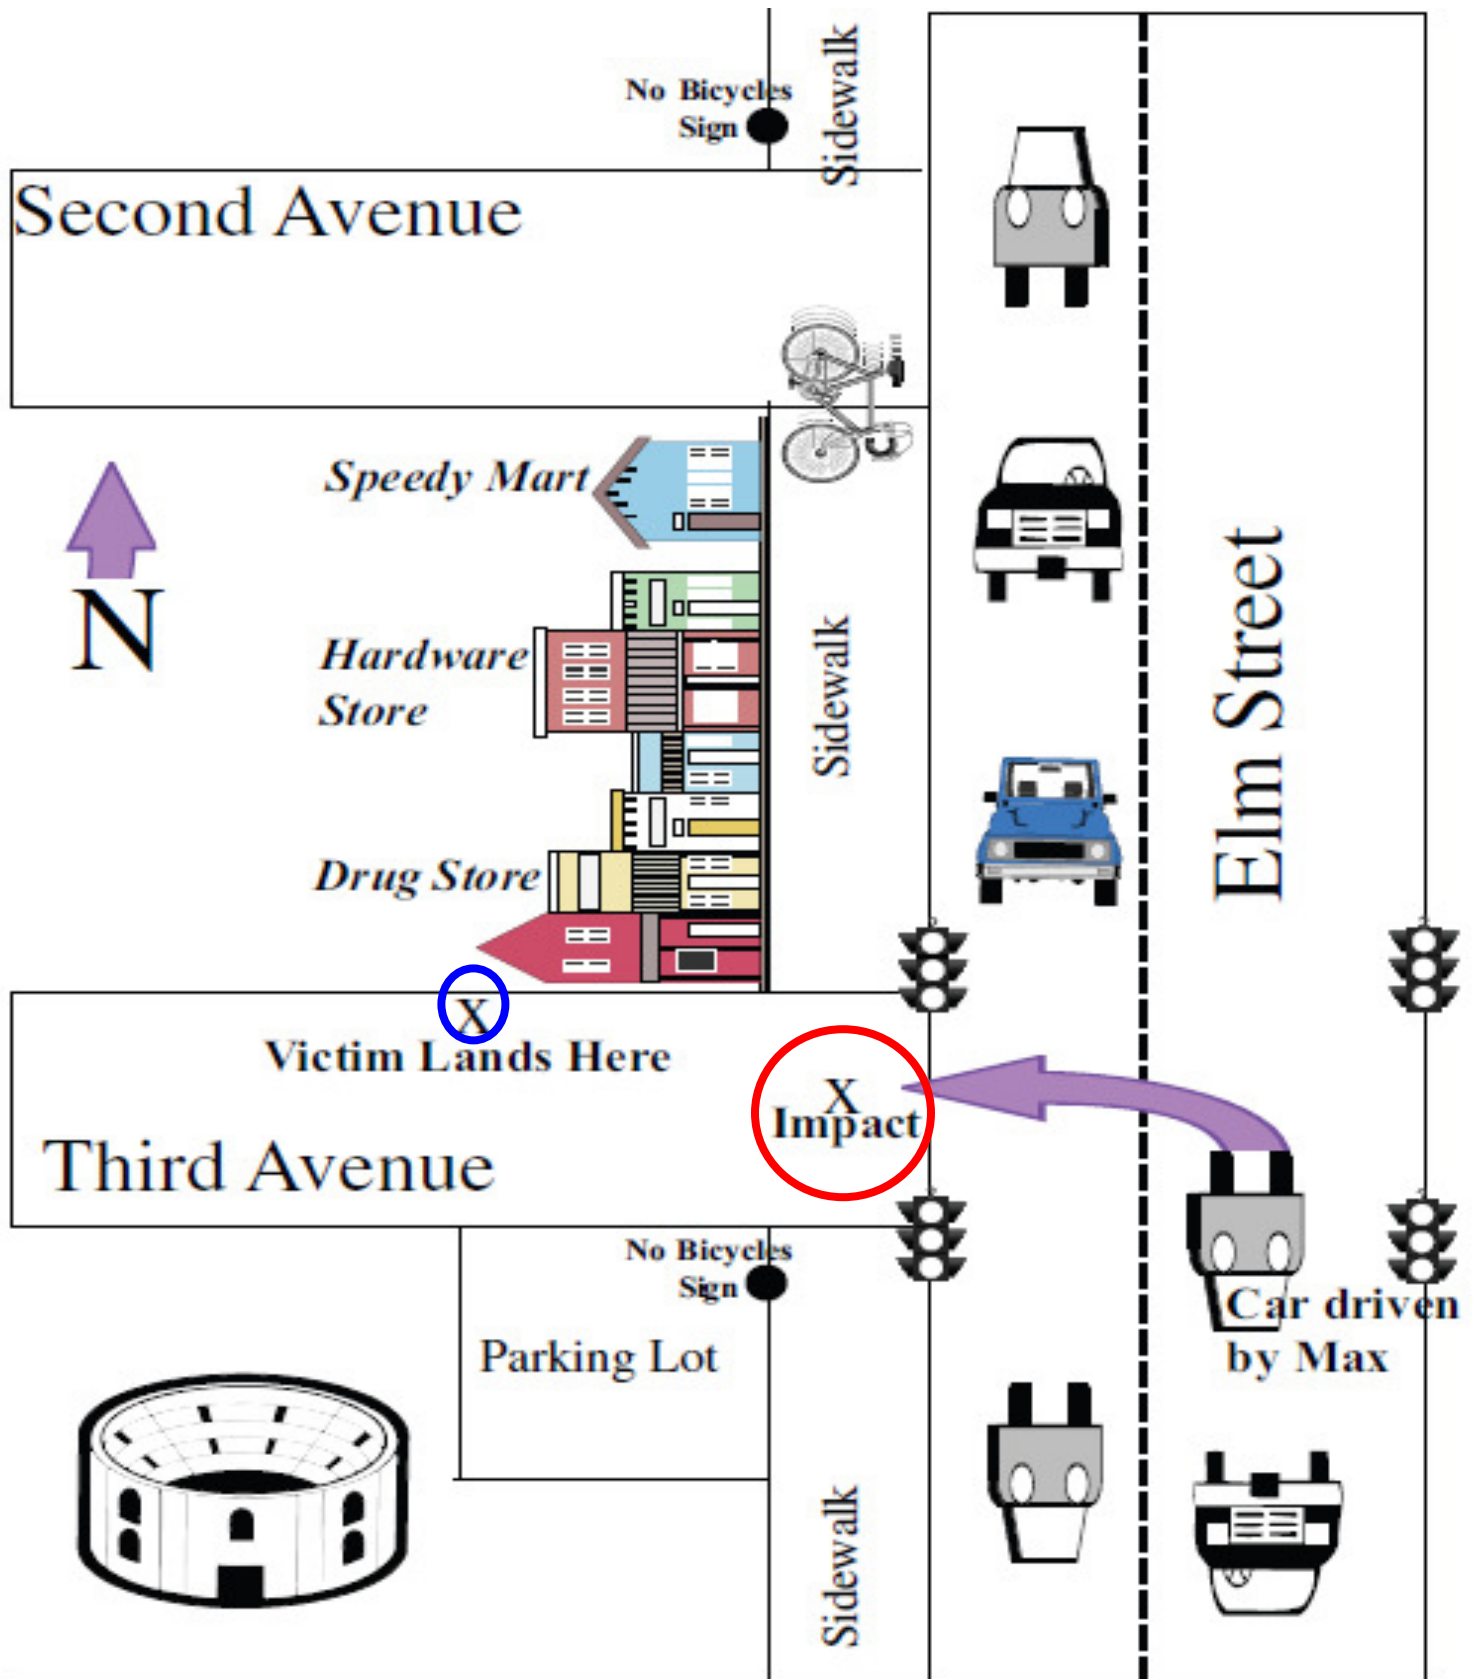 No Bicycles
Sign
Sidewalk
Second Avenue
Speedy Mart
N
Hardware
Store
Sidewalk
Elm Street
Drug Store
X
Victim Lands Here
X
Impact
Third Avenue
No Bicycles
Sign
Car driven
by Max
Parking Lot
Sidewalk